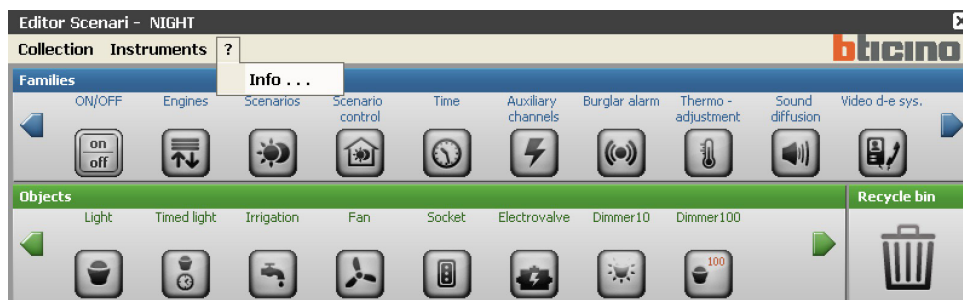 Editor Scenari - NIGHT
Collection Instruments ?
bticino
Info . . .
Families
ON/OFF Engines Scenarios Scenario control Time Auxiliary channels Burglar alarm Thermo - adjustment Sound diffusion Video d-e sys.
on
off
Objects
Recycle bin
Light Timed light Irrigation Fan Socket Electrovalve Dimmer10 Dimmer100
100